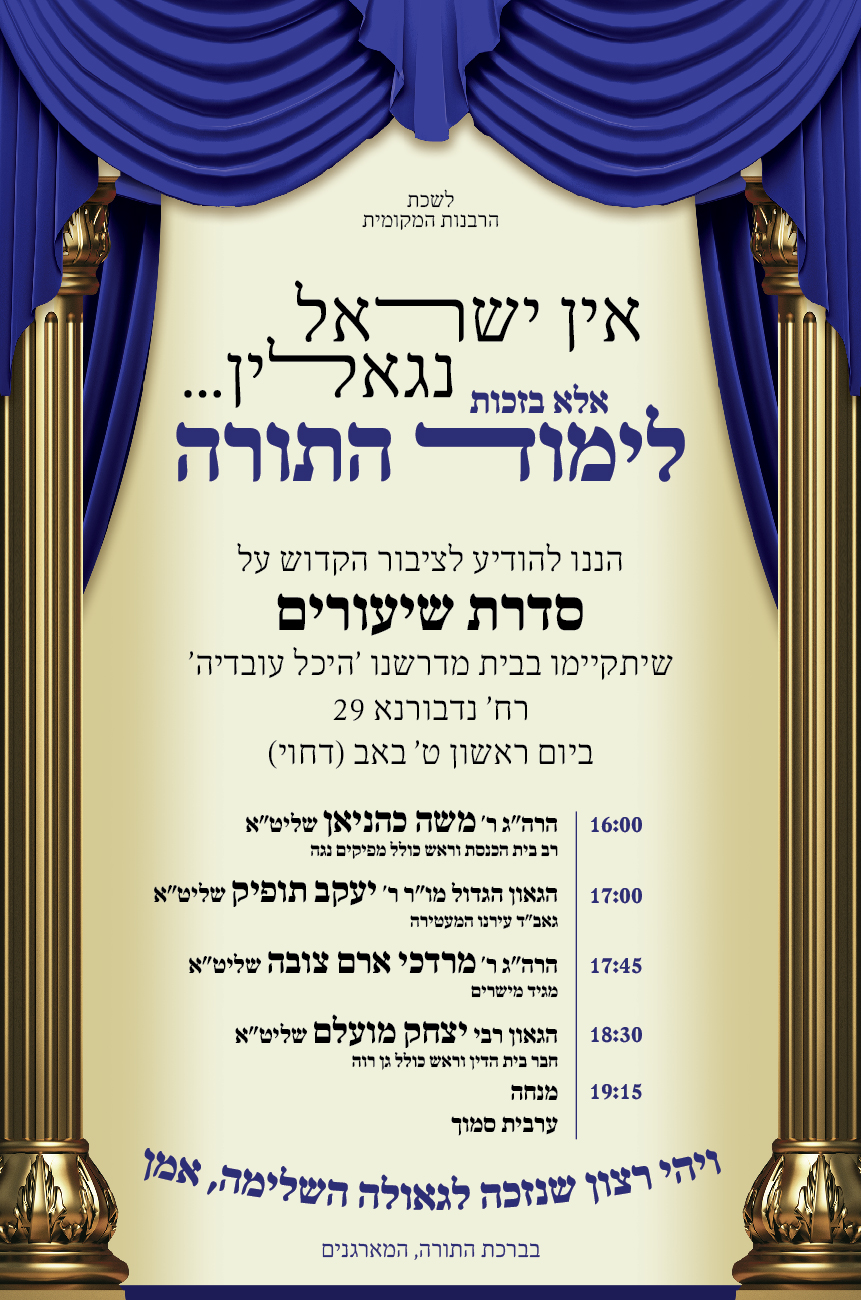 לשכת
הרבנות המקומית
אין ישראל
נגאלין...
אלא בזכות
לימוד התורה
הננו להודיע לציבור הקדוש על
סדרת שיעורים
שיתקיימו בבית מדרשנו 'היכל עובדיה'
רח' נדבורנא 29
ביום ראשון ט' באב (דחוי)
16:00 הרה"ג ר' משה כהניאן שליט"א
רב בית הכנסת וראש כולל מפיקים נגה
17:00 הגאון הגדול מו"ר ר' יעקב תופיק שליט"א
גאב"ד עירנו המעטירה
17:45 הרה"ג ר' מרדכי ארם צובה שליט"א
מגיד מישרים
18:30 הגאון רבי יצחק מועלם שליט"א
חבר בית הדין וראש כולל גן רוה
19:15 מנחה
ערבית סמוך
ויהי רצון שנזכה לגאולה השלימה, אמן
בברכת התורה, המארגנים